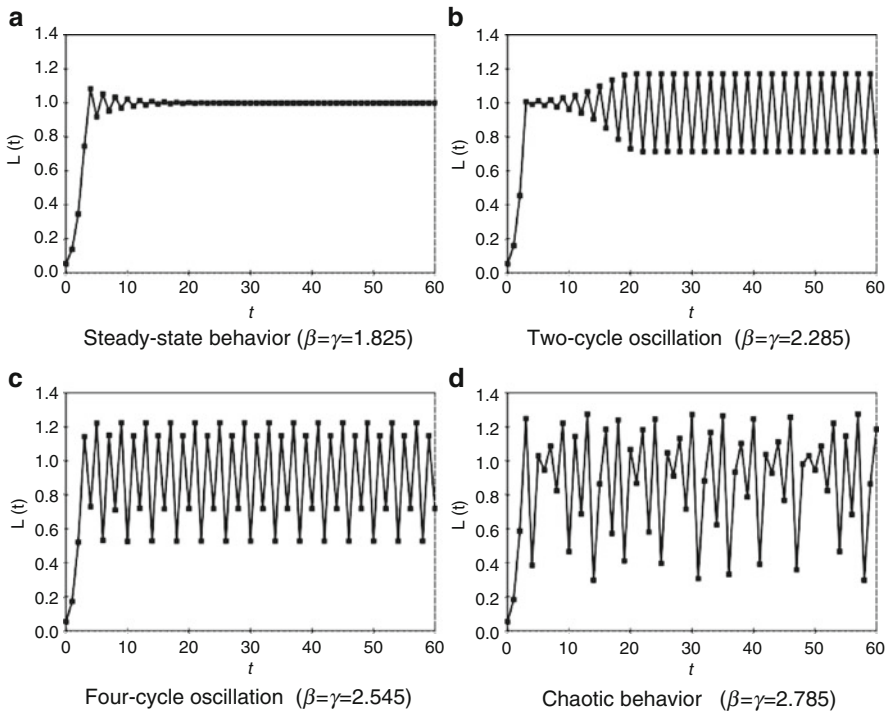 a
1.4
1.2
1.0
0.8
0.6
0.4
0.2
0.0
L (t)
0 10 20 30 40 50 60
t
Steady-state behavior (β=γ=1.825)
b
1.4
1.2
1.0
0.8
0.6
0.4
0.2
0.0
L (t)
0 10 20 30 40 50 60
t
Two-cycle oscillation (β=γ=2.285)
c
1.4
1.2
1.0
0.8
0.6
0.4
0.2
0.0
L (t)
0 10 20 30 40 50 60
t
Four-cycle oscillation (β=γ=2.545)
d
1.4
1.2
1.0
0.8
0.6
0.4
0.2
0.0
L (t)
0 10 20 30 40 50 60
t
Chaotic behavior (β=γ=2.785)